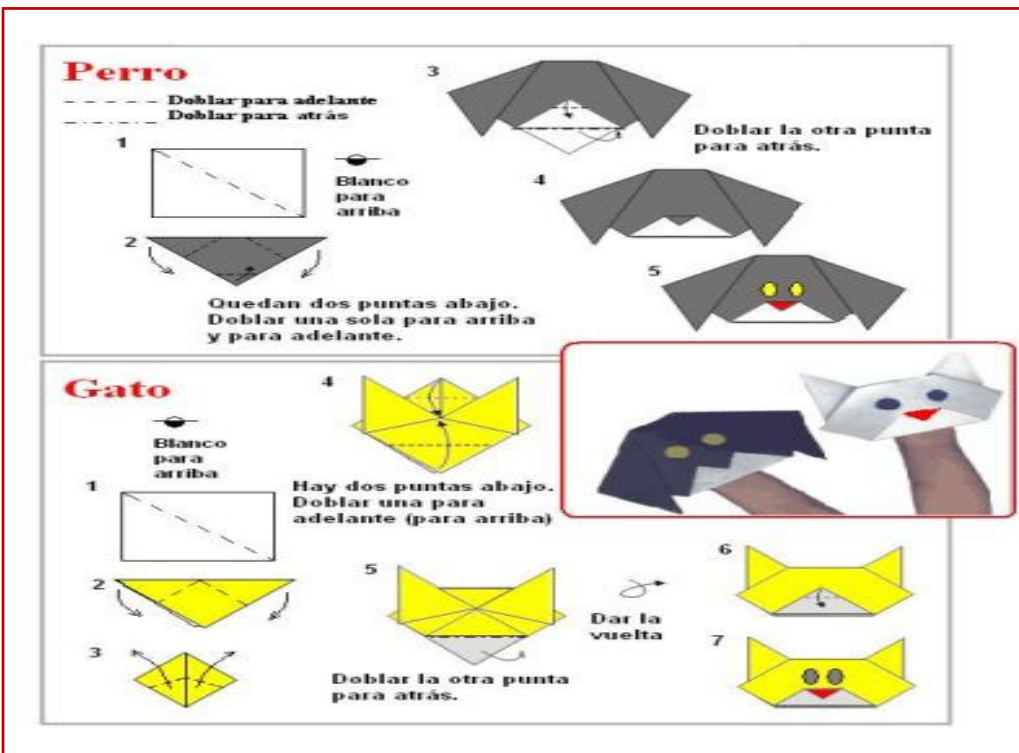 Perro
Doblar para adelante
Doblar para atrás
1
Blanco
para
arriba
2
Quedan dos puntas abajo.
Doblar una sola para arriba
y para adelante.
3
Doblar la otra punta
para atrás.
4
5
Gato
Blanco
para
arriba
1
2
3
4
Hay dos puntas abajo.
Doblar una para
adelante (para arriba)
5
Doblar la otra punta
para atrás.
Dar la
vuelta
6
7